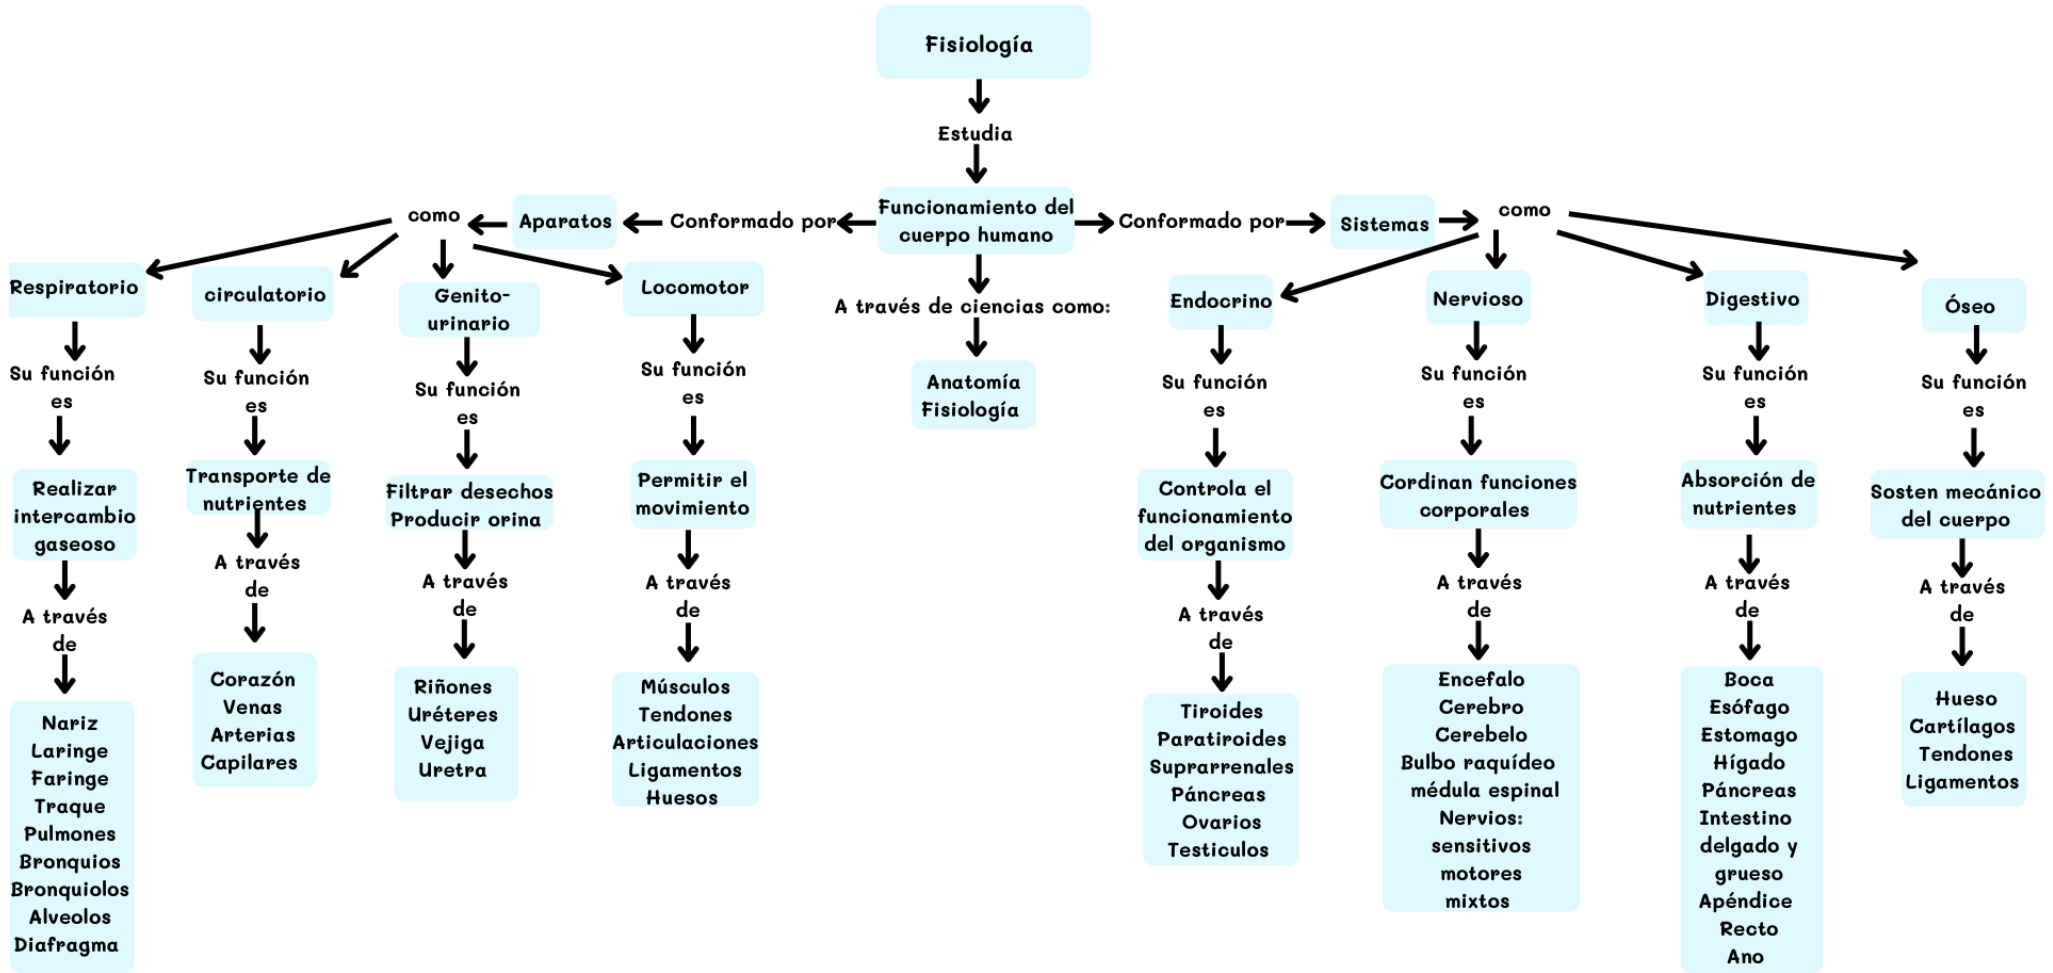 Fisiología
Estudia
Funcionamiento del
cuerpo humano
Conformado por
Aparatos
como
Respiratorio
Su función
es
Realizar
intercambio
gaseoso
A través
de
Nariz
Laringe
Faringe
Traque
Pulmones
Bronquios
Bronquiolos
Alveolos
Diafragma
circulatorio
Su función
es
Transporte de
nutrientes
A través
de
Corazón
Venas
Arterias
Capilares
Genito-
urinario
Su función
es
Filtrar desechos
Producir orina
A través
de
Riñones
Uréteres
Vejiga
Uretra
Locomotor
Su función
es
Permitir el
movimiento
A través
de
Músculos
Tendones
Articulaciones
Ligamentos
Huesos
A través de ciencias como:
Anatomía
Fisiología
Conformado por
Sistemas
como
Endocrino
Su función
es
Controla el
funcionamiento
del organismo
A través
de
Tiroides
Paratiroides
Suprarrenales
Páncreas
Ovarios
Testiculos
Nervioso
Su función
es
Cordinan funciones
corporales
A través
de
Encefalo
Cerebro
Cerebelo
Bulbo raquídeo
médula espinal
Nervios:
sensitivos
motores
mixtos
Digestivo
Su función
es
Absorción de
nutrientes
A través
de
Boca
Esófago
Estomago
Hígado
Páncreas
Intestino
delgado y
grueso
Apéndice
Recto
Ano
Óseo
Su función
es
Sosten mecánico
del cuerpo
A través
de
Hueso
Cartílagos
Tendones
Ligamentos